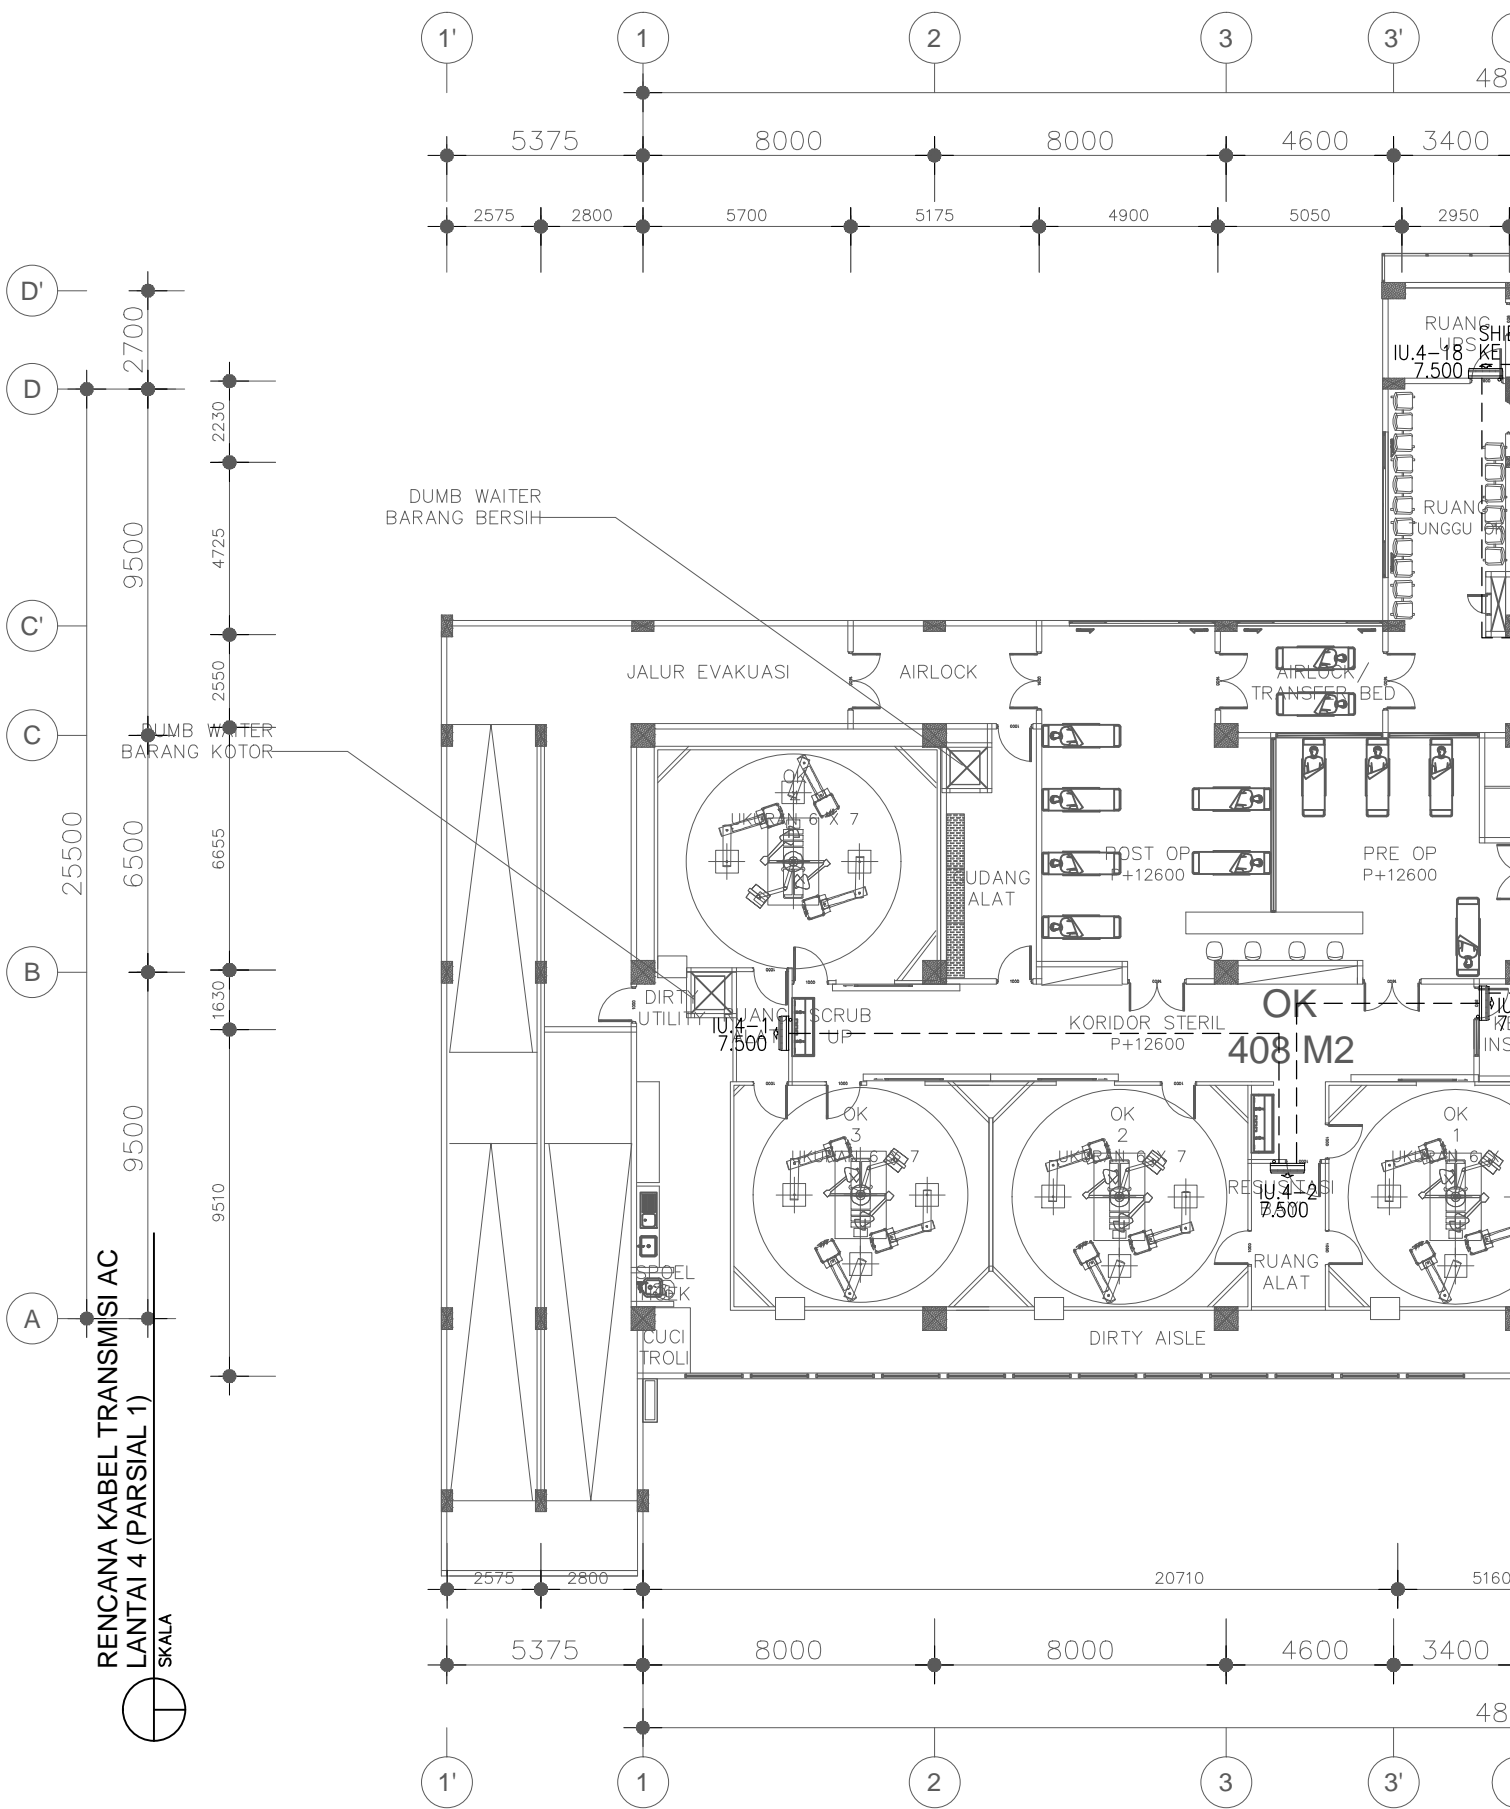 1'
1
2
3
3'
48
5375
8000
8000
4600
3400
2575
2800
5700
5175
4900
5050
2950
D'
D
C'
C
B
A
2700
9500
6500
9500
25500
2230
4725
2550
6655
1630
9510
RUANG
UPS
IU.4-18
7.500
KE
DUMB WAITER
BARANG BERSIH
RUANG
JALUR EVAKUASI
AIRLOCK
AIRLOCK/
TRANSFER BED
DUMB WAITER
BARANG KOTOR
OK
UKURAN 6 X 7
UDANG
ALAT
POST OP
P+12600
PRE OP
P+12600
DIRTY
UTILITY
IU.4-1
7.500
SCRUB
UP
KORIDOR STERIL
P+12600
OK
408 M2
OK
3
UKURAN 6 X 7
OK
2
UKURAN 6 X 7
OK
1
UKURAN 6
RESUSITASI
IU.4-2
7.500
RUANG
ALAT
SPOEL
CUCI
TROLI
DIRTY AISLE
RENCANA KABEL TRANSMISI AC
LANTAI 4 (PARSIAL 1)
SKALA
2575
2800
20710
5160
5375
8000
8000
4600
3400
48
1'
1
2
3
3'